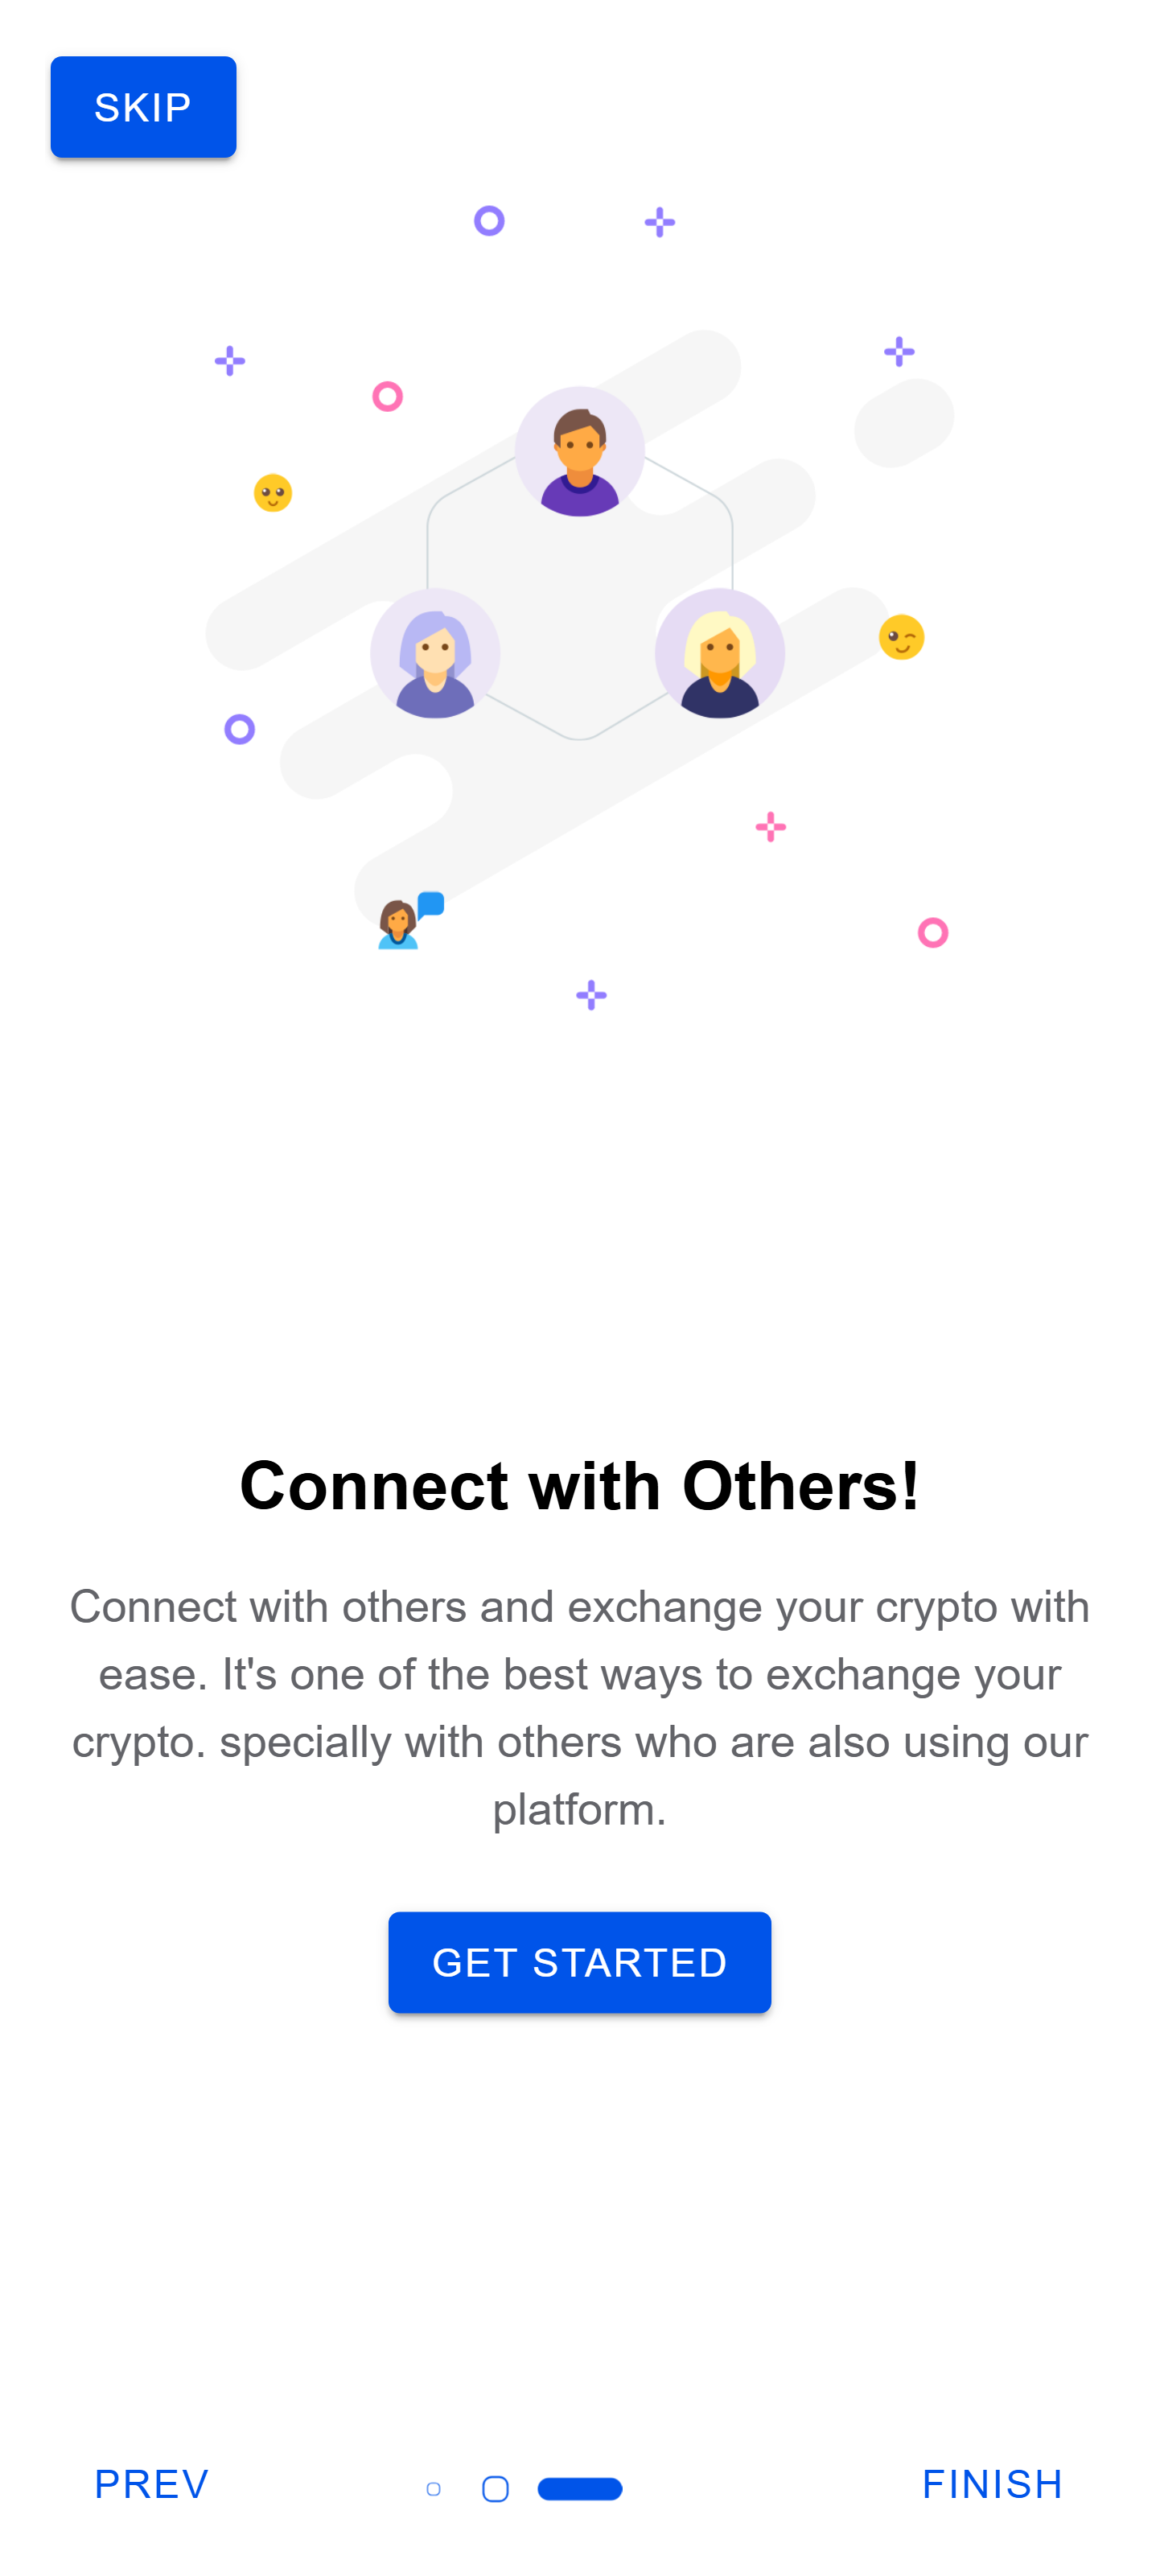 SKIP
Connect with Others!
Connect with others and exchange your crypto with
ease. It's one of the best ways to exchange your
crypto. specially with others who are also using our
platform.
GET STARTED
PREV
FINISH